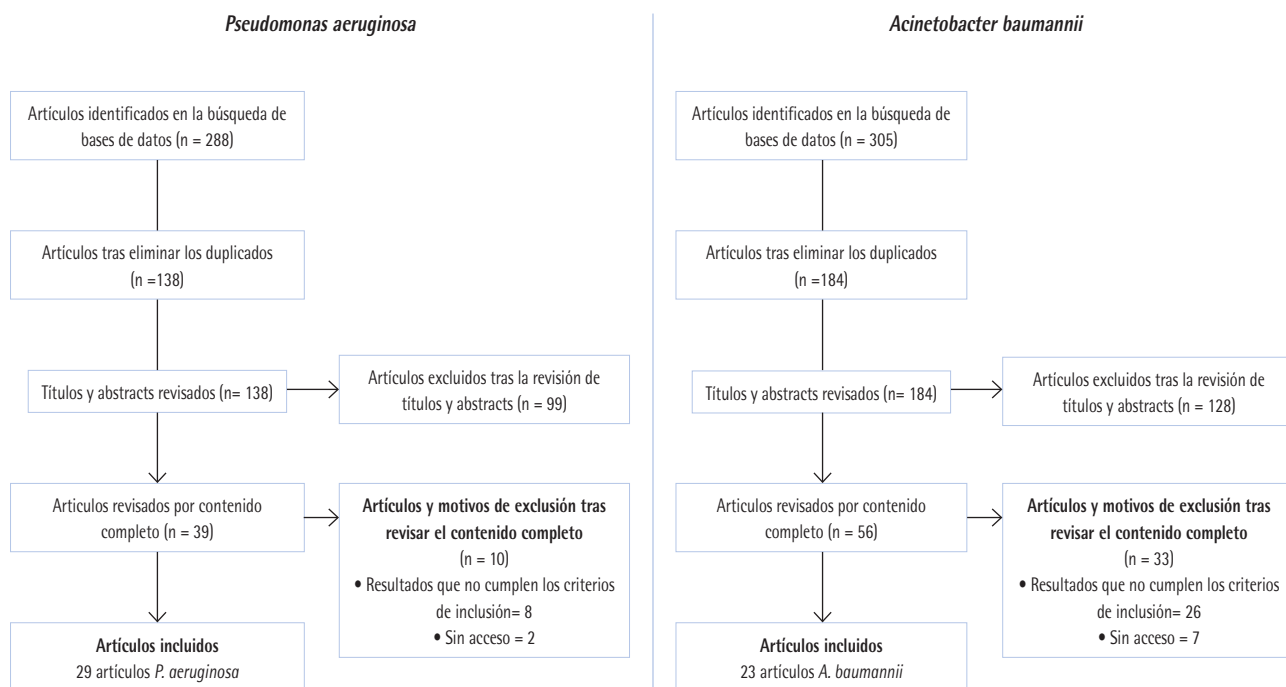 Pseudomonas aeruginosa
Artículos identificados en la búsqueda de
bases de datos (n = 288)
Artículos tras eliminar los duplicados
(n =138)
Títulos y abstracts revisados (n= 138)
Artículos excluidos tras la revisión de
títulos y abstracts (n = 99)
Articulos revisados por contenido
completo (n = 39)
Artículos y motivos de exclusión tras
revisar el contenido completo
(n = 10)
• Resultados que no cumplen los criterios
de inclusión= 8
• Sin acceso = 2
Artículos incluidos
29 artículos P. aeruginosa
Acinetobacter baumannii
Artículos identificados en la búsqueda de
bases de datos (n = 305)
Artículos tras eliminar los duplicados
(n =184)
Títulos y abstracts revisados (n= 184)
Artículos excluidos tras la revisión de
títulos y abstracts (n = 128)
Articulos revisados por contenido
completo (n = 56)
Artículos y motivos de exclusión tras
revisar el contenido completo
(n = 33)
• Resultados que no cumplen los criterios
de inclusión= 26
• Sin acceso = 7
Artículos incluidos
23 artículos A. baumannii